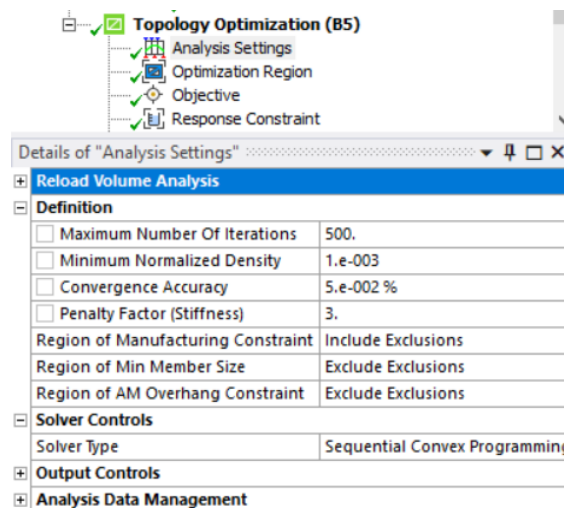 Topology Optimization (B5)
Analysis Settings
Optimization Region
Objective
Response Constraint
Details of "Analysis Settings"
Reload Volume Analysis
Definition
Maximum Number Of Iterations 500.
Minimum Normalized Density 1.e-003
Convergence Accuracy 5.e-002 %
Penalty Factor (Stiffness) 3.
Region of Manufacturing Constraint Include Exclusions
Region of Min Member Size Exclude Exclusions
Region of AM Overhang Constraint Exclude Exclusions
Solver Controls
Solver Type Sequential Convex Programming
Output Controls
Analysis Data Management